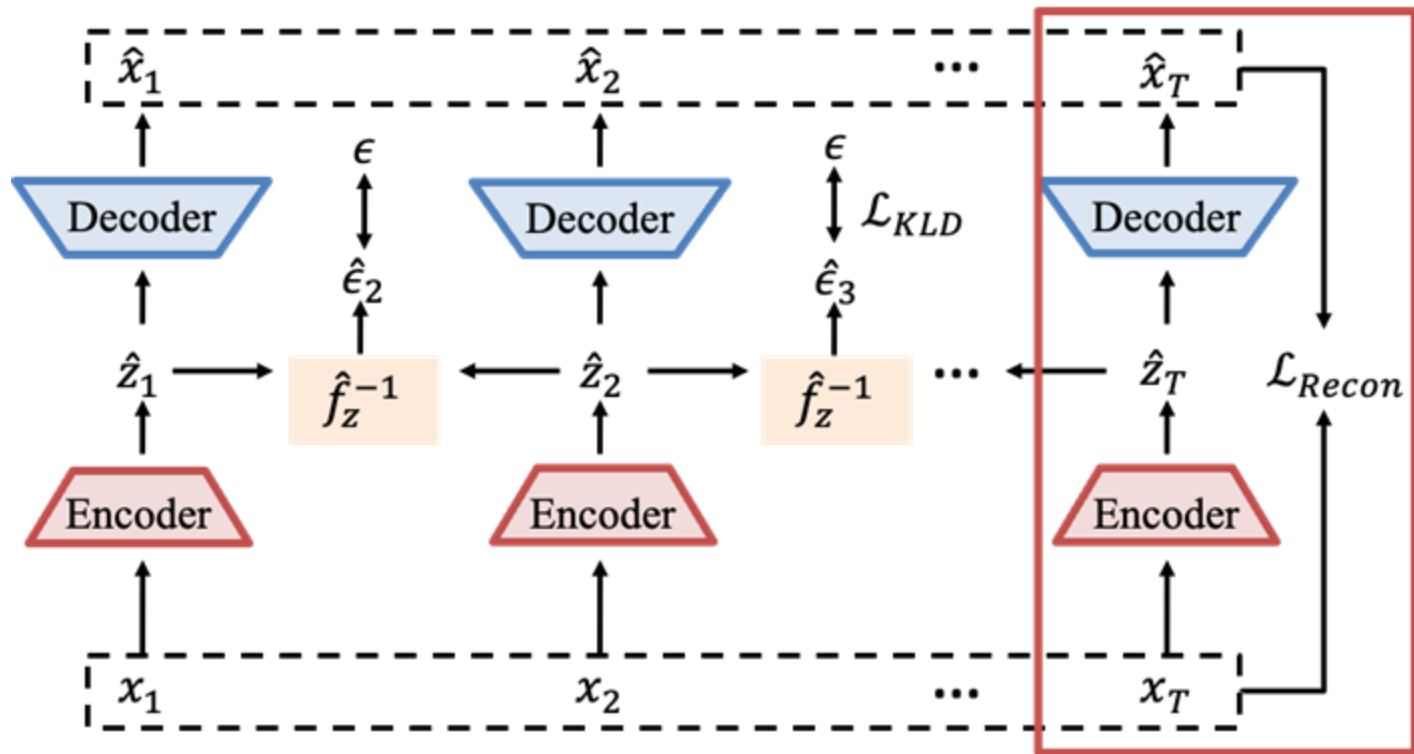 x̂₁ x̂₂ ... x̂_T
ϵ ϵ
Decoder Decoder ℒ_KLD Decoder
ϵ̂₂ ϵ̂₃
ẑ₁ f̂_z⁻¹ ẑ₂ f̂_z⁻¹ ... ẑ_T ℒ_Recon
Encoder Encoder Encoder
x₁ x₂ ... x_T